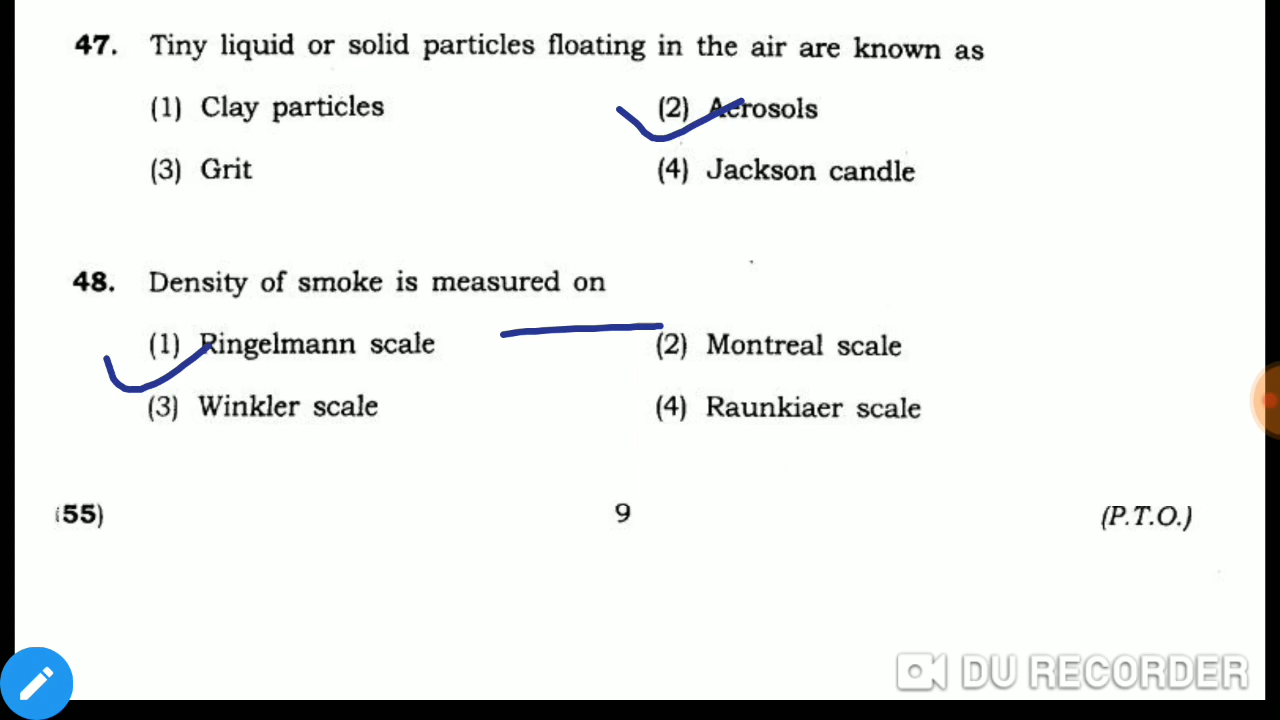 47. Tiny liquid or solid particles floating in the air are known as
(1) Clay particles (2) Aerosols
(3) Grit (4) Jackson candle
48. Density of smoke is measured on
(1) Ringelmann scale (2) Montreal scale
(3) Winkler scale (4) Raunkiaer scale
(55) 9 (P.T.O.)
DU RECORDER